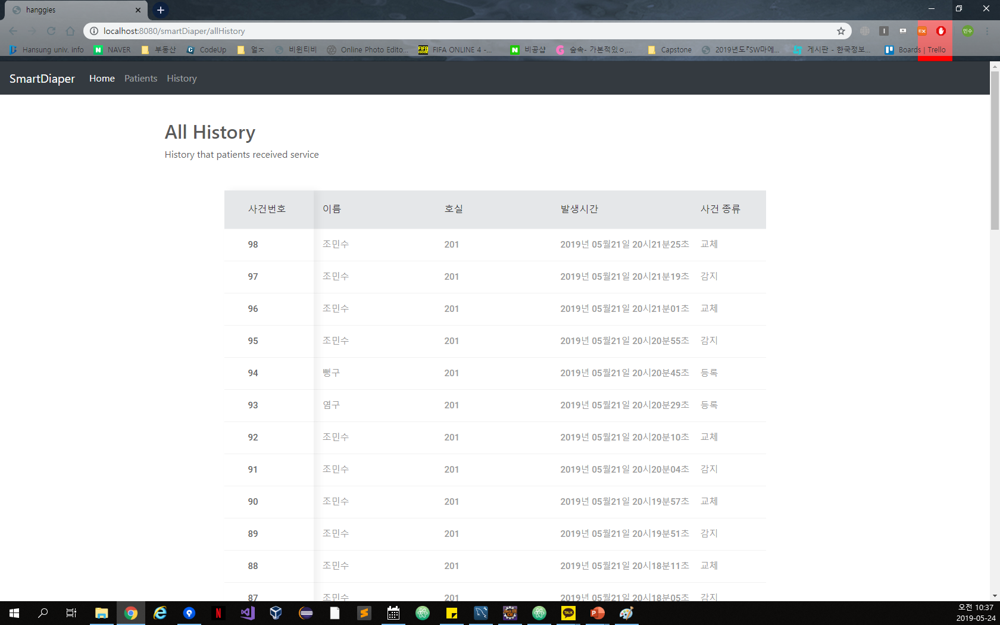 hanggies
localhost:8080/smartDiaper/allHistory
Hansung univ. info NAVER 부동산 CodeUp 얼ㅈ 비윈티비 Online Photo Edito... FIFA ONLINE 4 -... 비공샵 숲속- 가본적있ㅇ,... Capstone 2019년도『SW마에... 게시판 - 한국정보... Boards | Trello
SmartDiaper Home Patients History
All History
History that patients received service
사건번호 이름 호실 발생시간 사건 종류
98 조민수 201 2019년 05월21일 20시21분25초 교체
97 조민수 201 2019년 05월21일 20시21분19초 감지
96 조민수 201 2019년 05월21일 20시21분01초 교체
95 조민수 201 2019년 05월21일 20시20분55초 감지
94 뻥구 201 2019년 05월21일 20시20분45초 등록
93 염구 201 2019년 05월21일 20시20분29초 등록
92 조민수 201 2019년 05월21일 20시20분10초 교체
91 조민수 201 2019년 05월21일 20시20분04초 감지
90 조민수 201 2019년 05월21일 20시19분57초 교체
89 조민수 201 2019년 05월21일 20시19분51초 감지
88 조민수 201 2019년 05월21일 20시18분11초 교체
87 조민수 201 2019년 05월21일 20시18분05초 감지
오전 10:37
2019-05-24